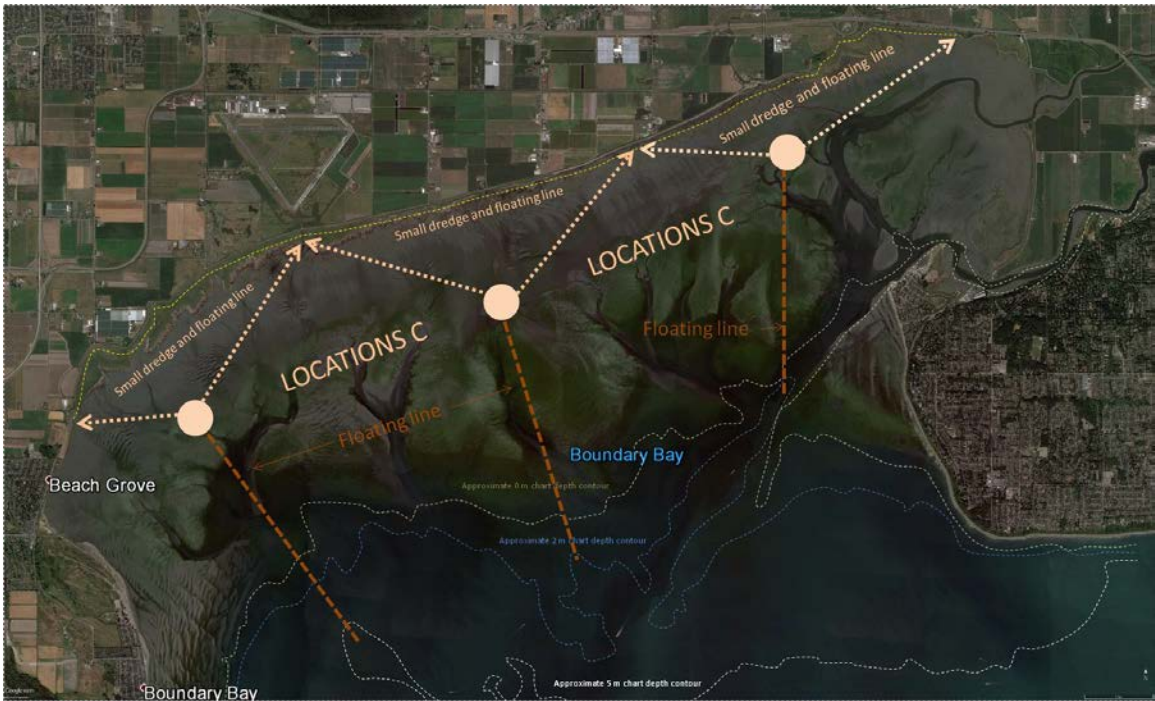 Small dredge and floating line
Small dredge and floating line
LOCATIONS C
Small dredge and floating line
LOCATIONS C
Floating line
Floating line
Boundary Bay
Beach Grove
Approximate 0 m chart depth contour
Approximate 2 m chart depth contour
Approximate 5 m chart depth contour
Boundary Bay